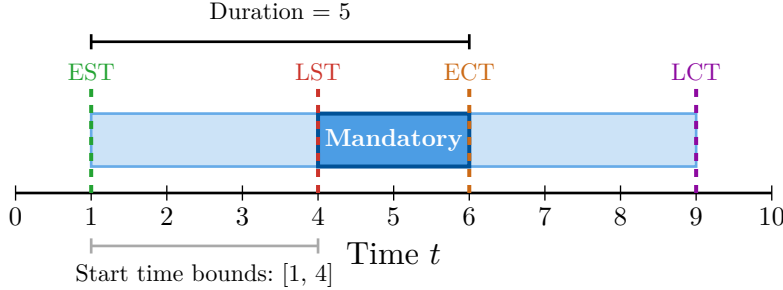 Duration = 5
EST LST ECT LCT
Mandatory
0 1 2 3 4 5 6 7 8 9 10
Time t
Start time bounds: [1, 4]